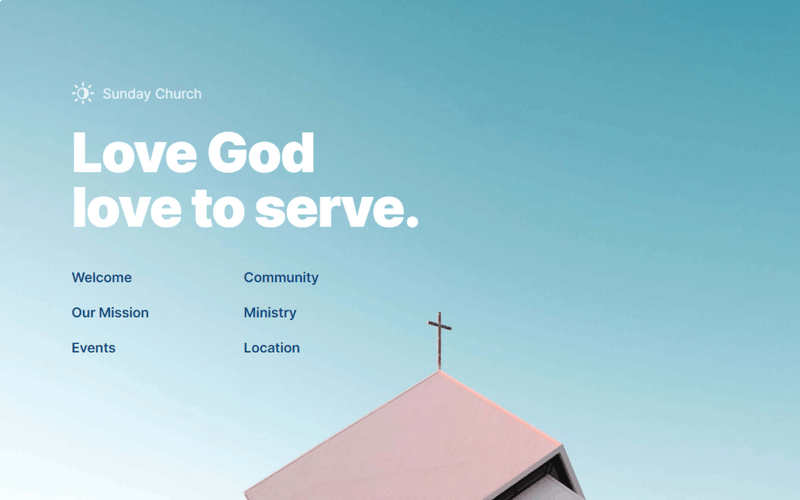 Sunday Church
Love God
love to serve.
Welcome
Community
Our Mission
Ministry
Events
Location